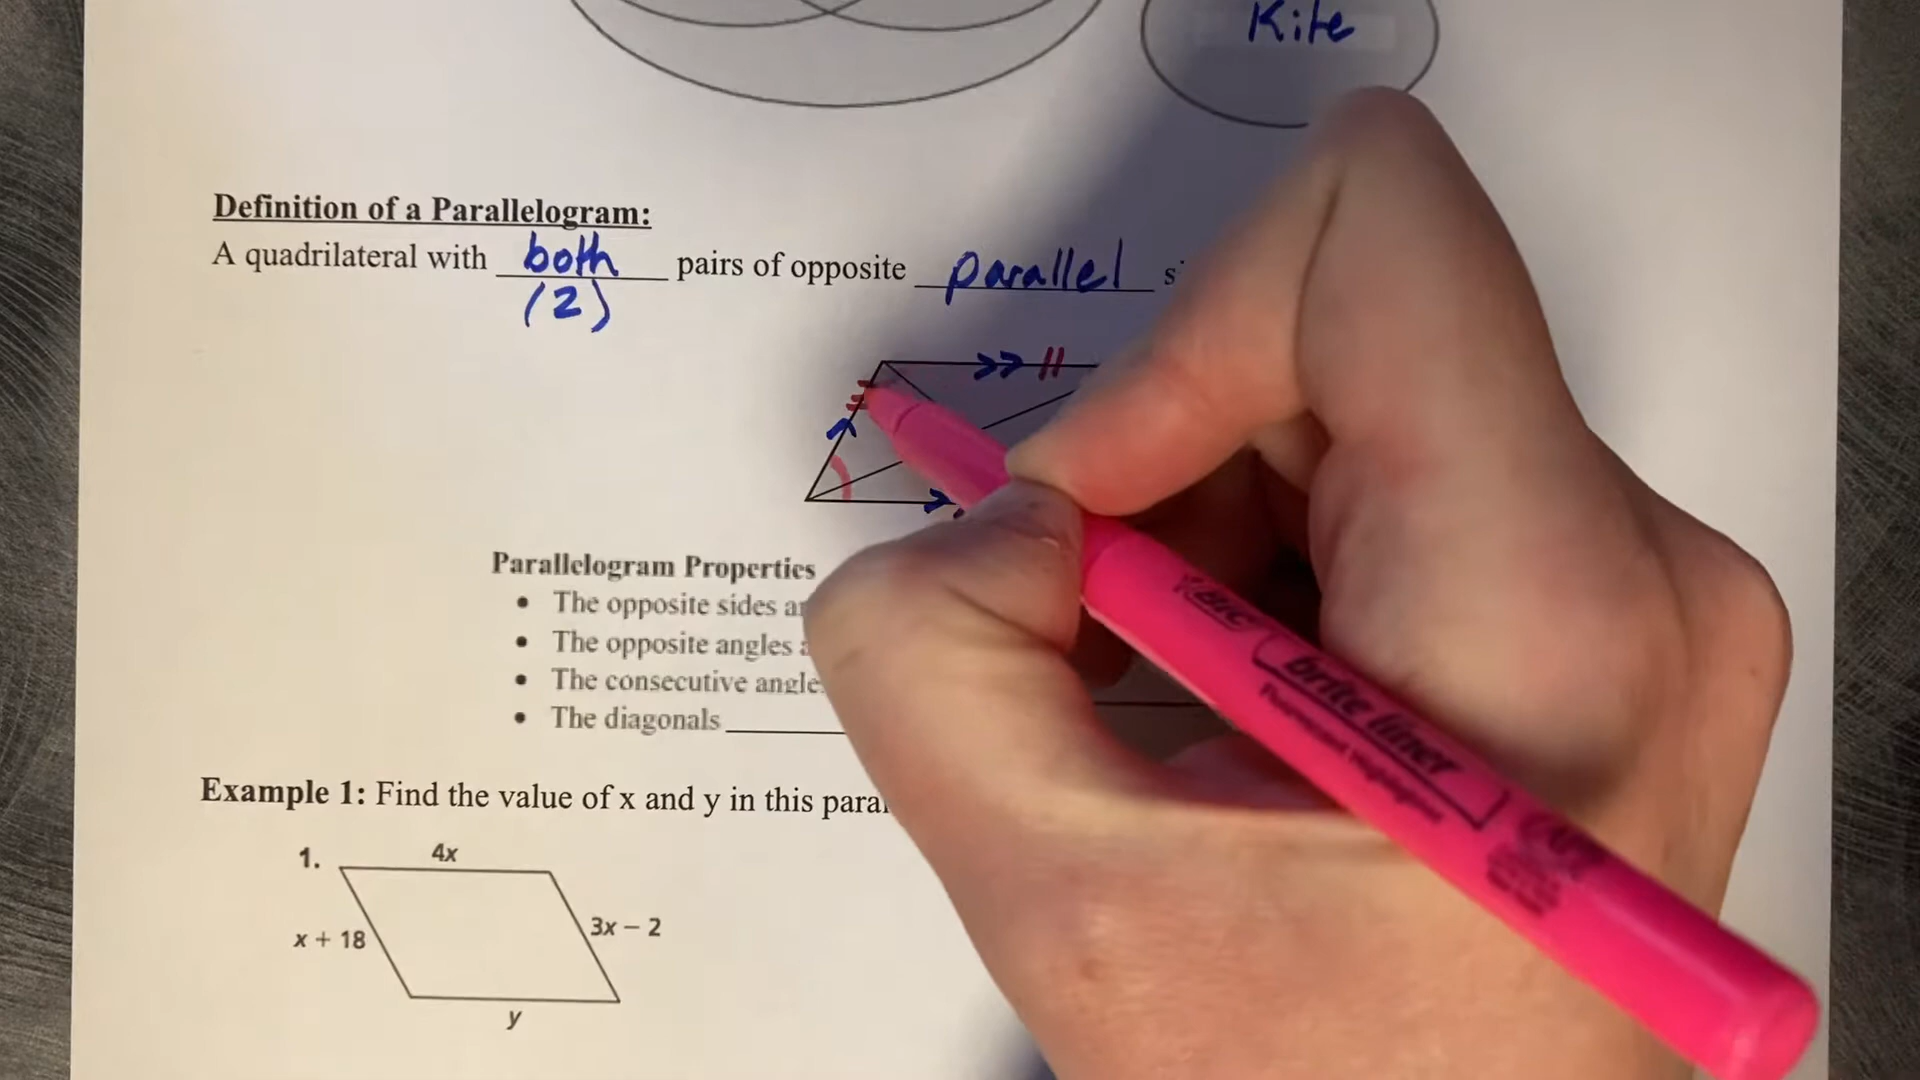 Kite
Definition of a Parallelogram:
A quadrilateral with both pairs of opposite parallel
(2)
Parallelogram Properties
• The opposite sides
• The opposite angles
• The consecutive
• The diagonals
Example 1: Find the value of x and y in this
1.
4x
x + 18
3x − 2
y
BIC
brite liner